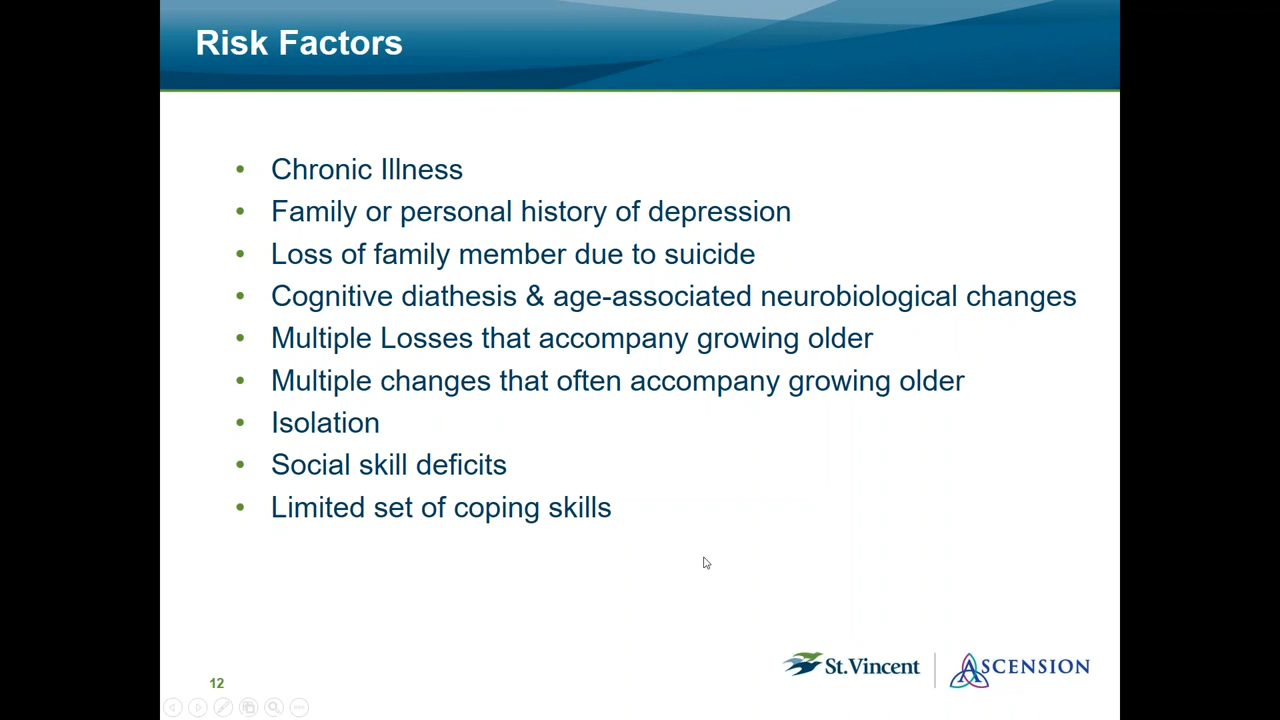 Risk Factors
• Chronic Illness
• Family or personal history of depression
• Loss of family member due to suicide
• Cognitive diathesis & age-associated neurobiological changes
• Multiple Losses that accompany growing older
• Multiple changes that often accompany growing older
• Isolation
• Social skill deficits
• Limited set of coping skills
St.Vincent | ASCENSION
12